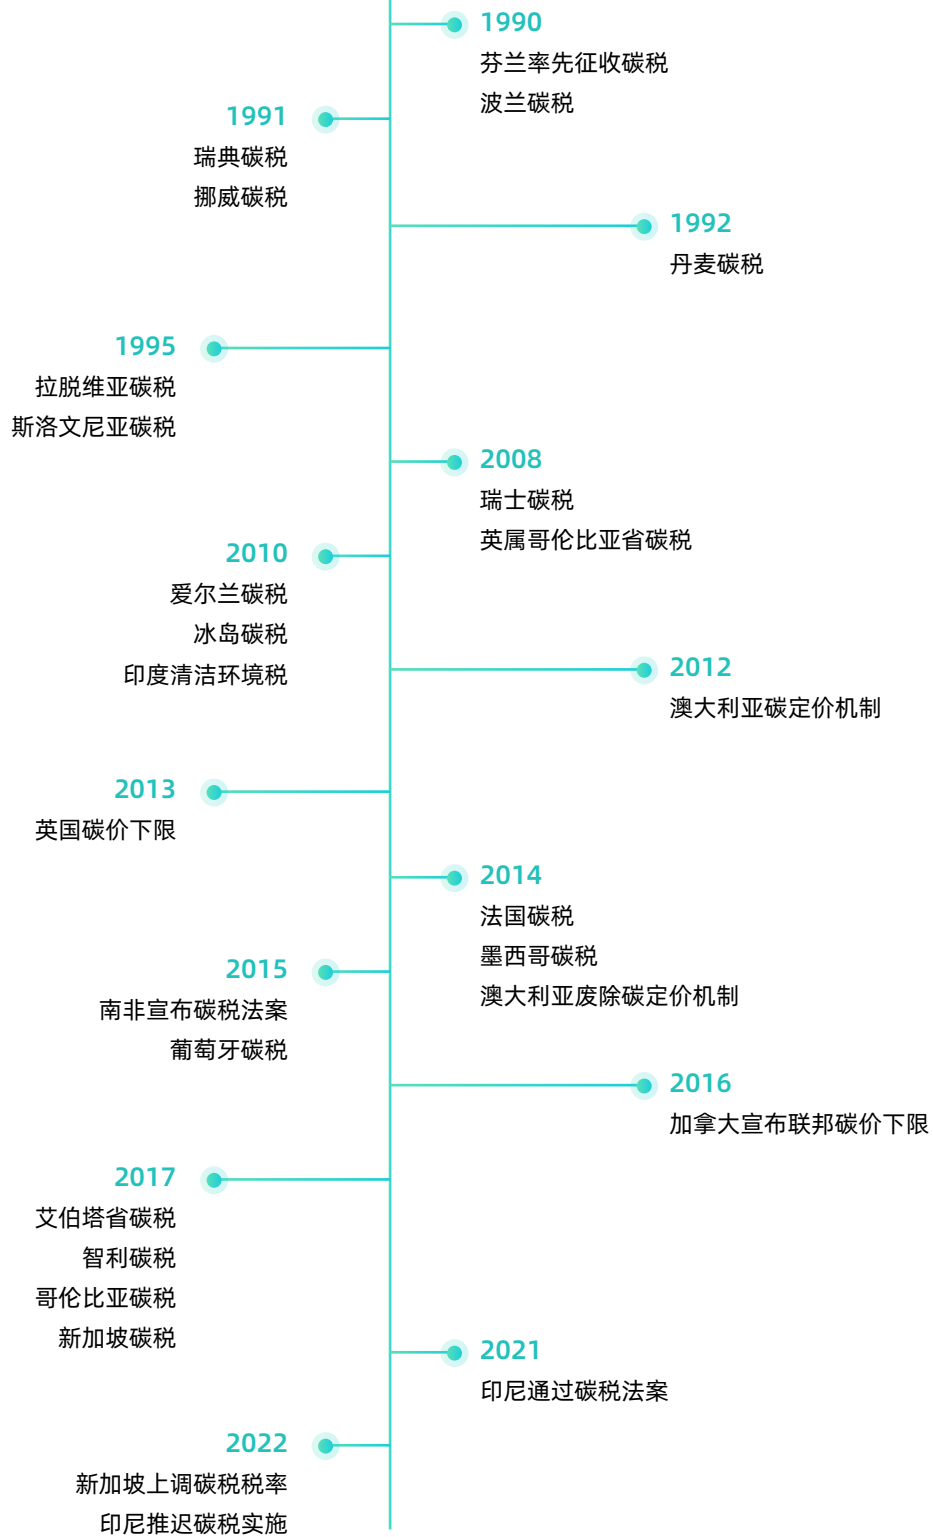 1990
芬兰率先征收碳税
波兰碳税
1991
瑞典碳税
挪威碳税
1992
丹麦碳税
1995
拉脱维亚碳税
斯洛文尼亚碳税
2008
瑞士碳税
英属哥伦比亚省碳税
2010
爱尔兰碳税
冰岛碳税
印度清洁环境税
2012
澳大利亚碳定价机制
2013
英国碳价下限
2014
法国碳税
墨西哥碳税
澳大利亚废除碳定价机制
2015
南非宣布碳税法案
葡萄牙碳税
2016
加拿大宣布联邦碳价下限
2017
艾伯塔省碳税
智利碳税
哥伦比亚碳税
新加坡碳税
2021
印尼通过碳税法案
2022
新加坡上调碳税税率
印尼推迟碳税实施